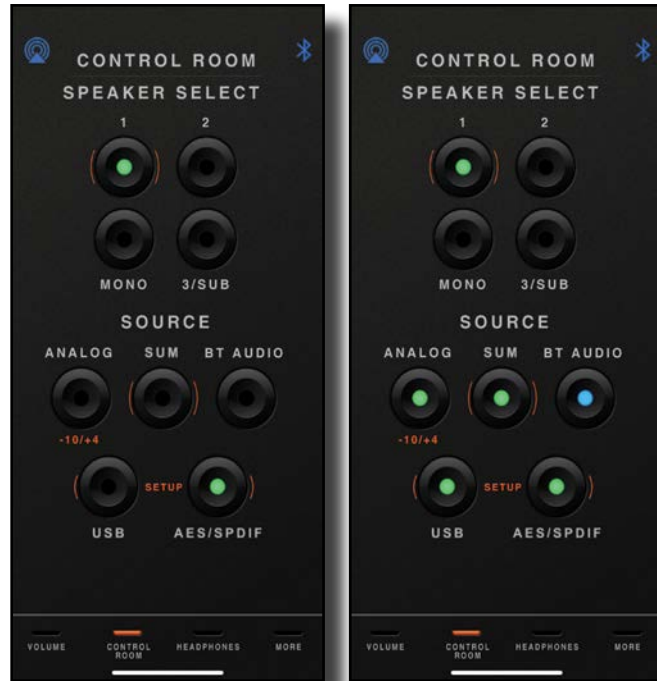 CONTROL ROOM
SPEAKER SELECT
1 2
MONO 3/SUB
SOURCE
ANALOG SUM BT AUDIO
-10/+4
SETUP
USB AES/SPDIF
VOLUME CONTROL ROOM HEADPHONES MORE
CONTROL ROOM
SPEAKER SELECT
1 2
MONO 3/SUB
SOURCE
ANALOG SUM BT AUDIO
-10/+4
SETUP
USB AES/SPDIF
VOLUME CONTROL ROOM HEADPHONES MORE